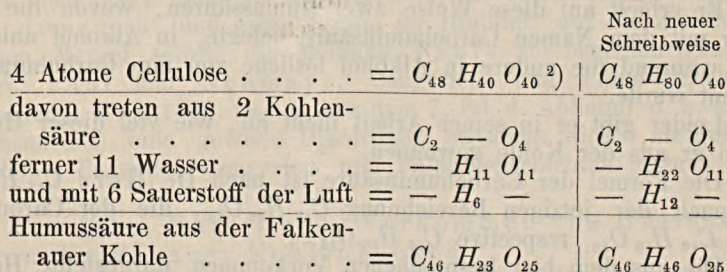 Nach neuer
Schreibweise
4 Atome Cellulose . . . . = C₄₈ H₄₀ O₄₀ ²) C₄₈ H₈₀ O₄₀
davon treten aus 2 Kohlen-
säure . . . . . . = C₂ — O₄ C₂ — O₄
ferner 11 Wasser . . . . = — H₁₁ O₁₁ — H₂₂ O₁₁
und mit 6 Sauerstoff der Luft = — H₆ — — H₁₂ —
Humussäure aus der Falken-
auer Kohle . . . . . = C₄₆ H₂₃ O₂₅ C₄₆ H₄₆ O₂₅